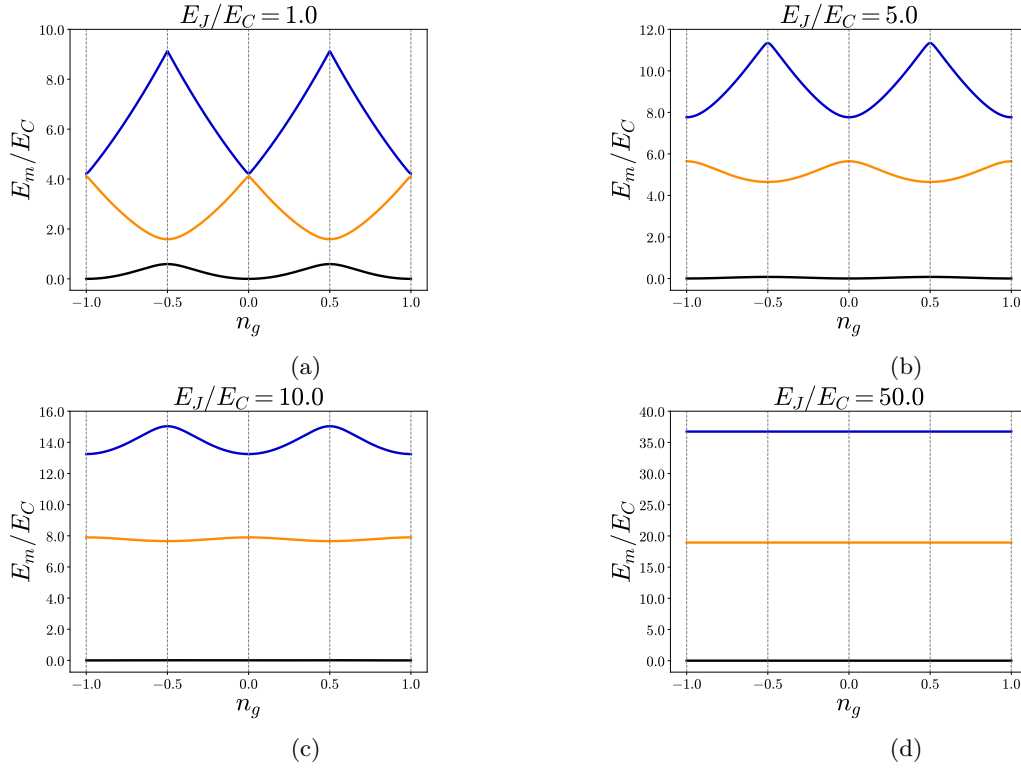 E_J/E_C = 1.0
10.0
8.0
6.0
4.0
2.0
0.0
E_m/E_C
−1.0 −0.5 0.0 0.5 1.0
n_g
(a)
E_J/E_C = 5.0
12.0
10.0
8.0
6.0
4.0
2.0
0.0
E_m/E_C
−1.0 −0.5 0.0 0.5 1.0
n_g
(b)
E_J/E_C = 10.0
16.0
14.0
12.0
10.0
8.0
6.0
4.0
2.0
0.0
E_m/E_C
−1.0 −0.5 0.0 0.5 1.0
n_g
(c)
E_J/E_C = 50.0
40.0
35.0
30.0
25.0
20.0
15.0
10.0
5.0
0.0
E_m/E_C
−1.0 −0.5 0.0 0.5 1.0
n_g
(d)